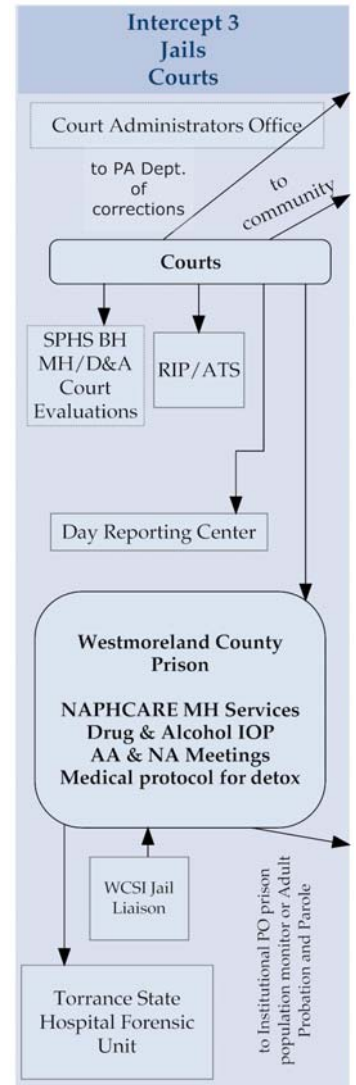 Intercept 3
Jails
Courts
Court Administrators Office
to PA Dept.
of
corrections
to
community
Courts
SPHS BH
MH/D&A
Court
Evaluations
RIP/ATS
Day Reporting Center
Westmoreland County
Prison
NAPHCARE MH Services
Drug & Alcohol IOP
AA & NA Meetings
Medical protocol for detox
WCSI Jail
Liaison
to Institutional PO prison
population monitor or Adult
Probation and Parole
Torrance State
Hospital Forensic
Unit